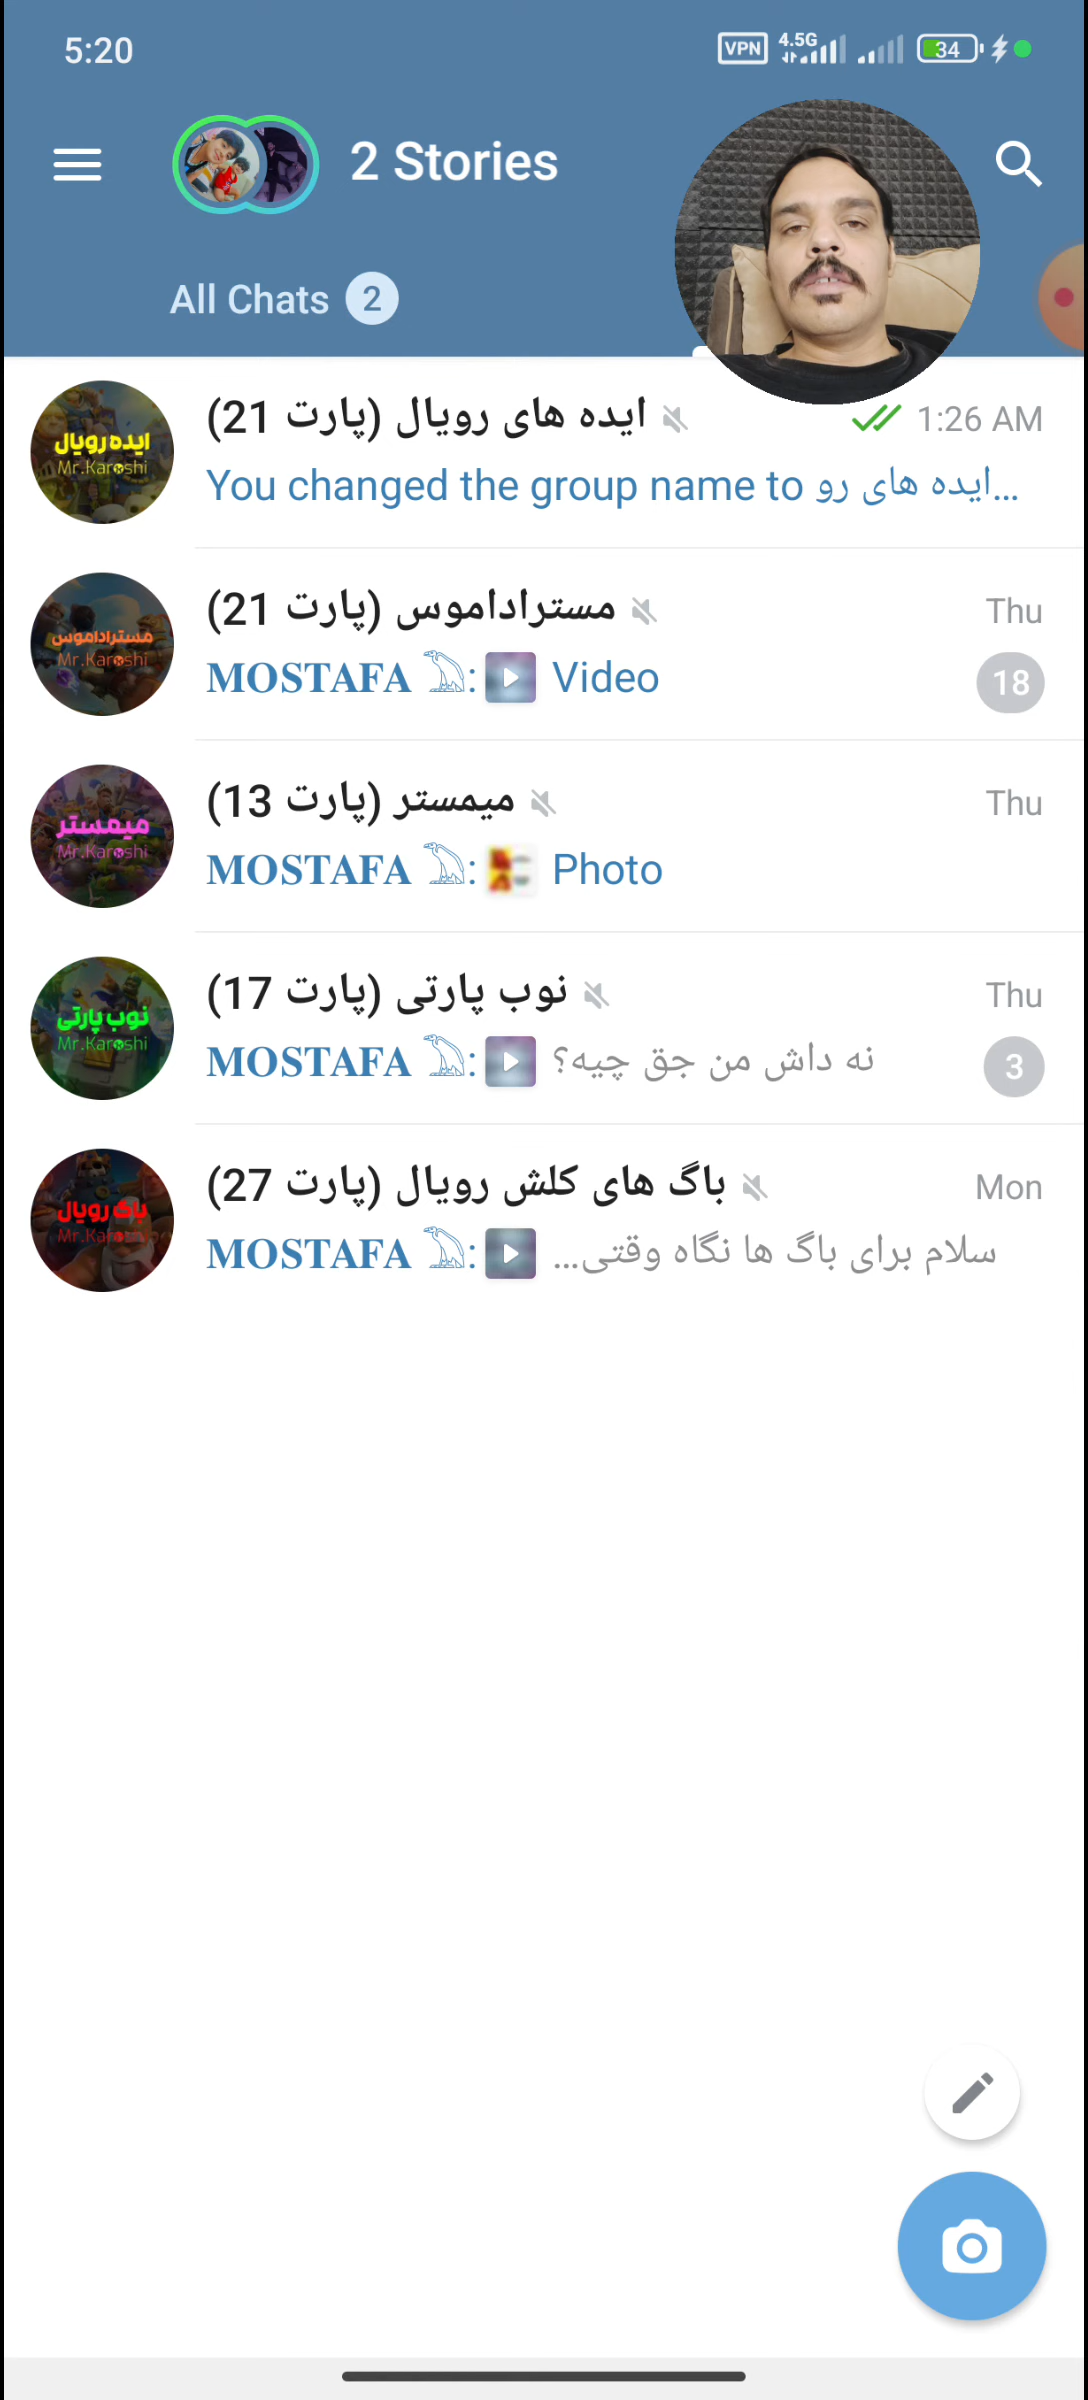 5:20
VPN 4.5G 34
2 Stories
All Chats 2
ایده رویال
Mr.Karoshi
ایده های رویال (پارت 21)
1:26 AM
You changed the group name to ایده های رو...
مستراداموس
Mr.Karoshi
مستراداموس (پارت 21)
Thu
MOSTAFA 𓅮: Video
18
میمستر
Mr.Karoshi
میمستر (پارت 13)
Thu
MOSTAFA : Photo
نوب پارتی
Mr.Karoshi
نوب پارتی (پارت 17)
Thu
MOSTAFA : نه داش من جق چیه؟
3
باگ رویال
Mr.Karoshi
باگ های کلش رویال (پارت 27)
Mon
MOSTAFA : سلام برای باگ ها نگاه وقتی...